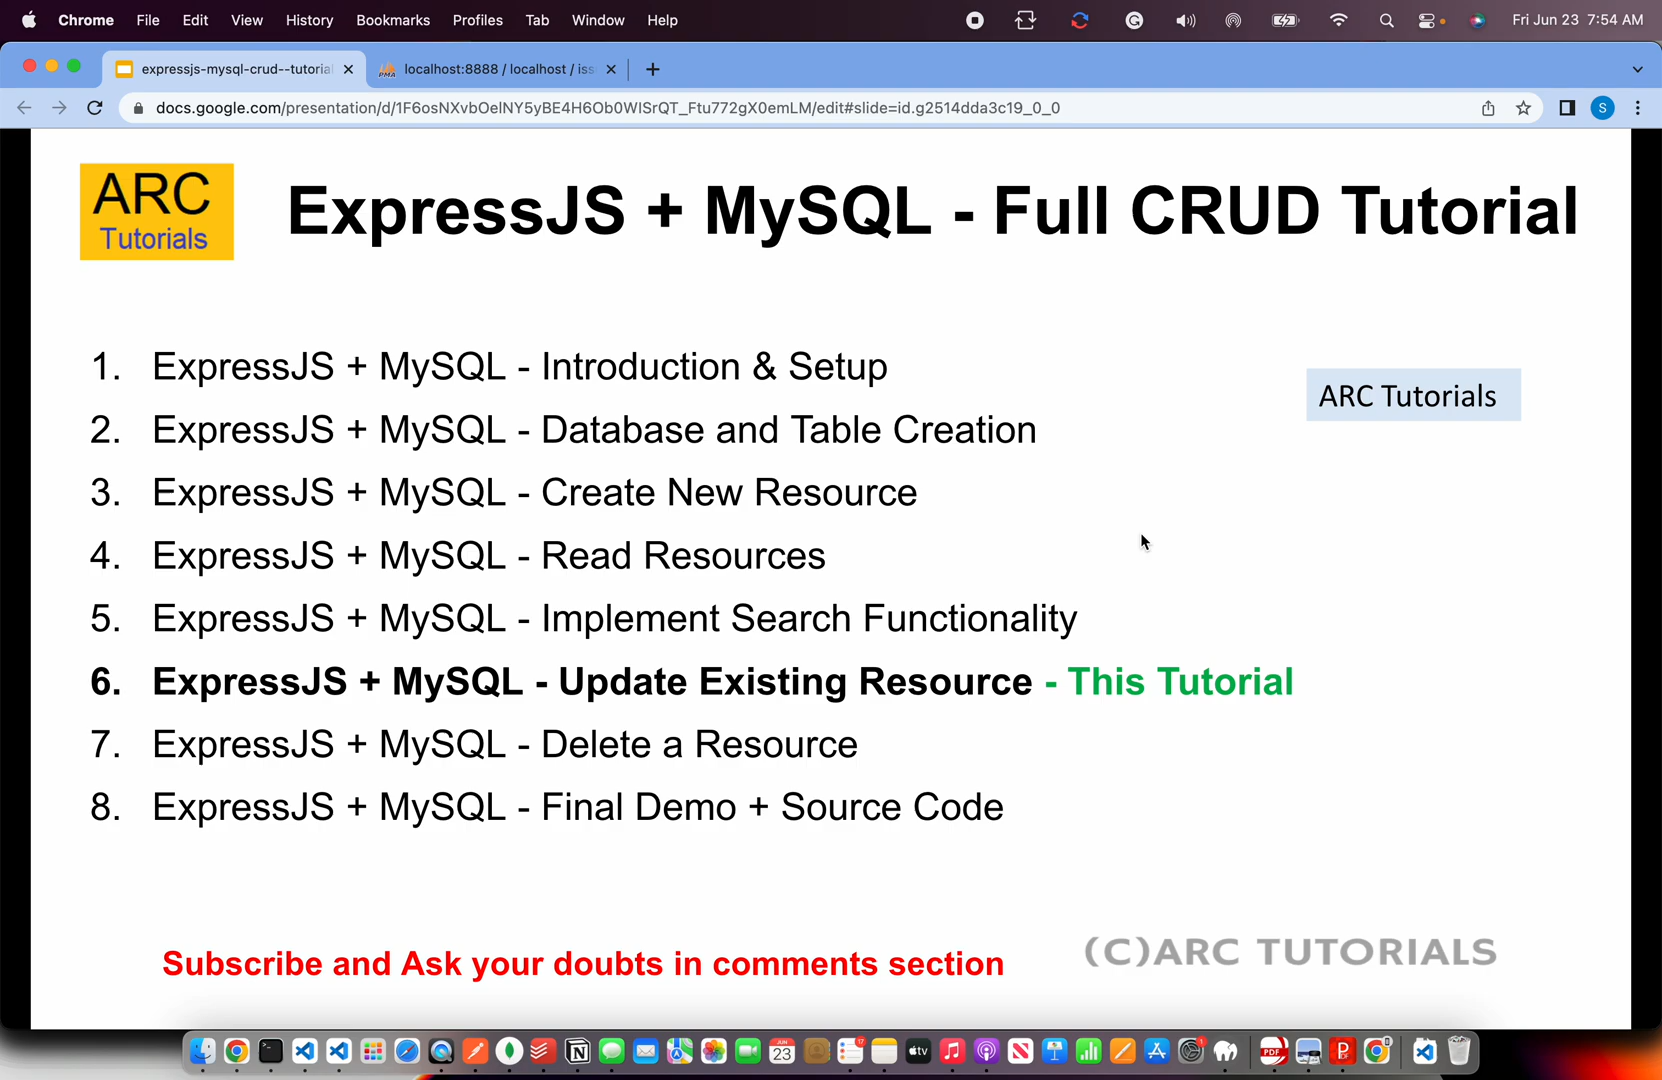 Chrome File Edit View History Bookmarks Profiles Tab Window Help Fri Jun 23 7:54 AM
expressjs-mysql-crud--tutorial localhost:8888 / localhost / iss
docs.google.com/presentation/d/1F6osNXvbOelNY5yBE4H6Ob0WISrQT_Ftu772gX0emLM/edit#slide=id.g2514dda3c19_0_0 S
ARC
Tutorials
ExpressJS + MySQL - Full CRUD Tutorial
1. ExpressJS + MySQL - Introduction & Setup
ARC Tutorials
2. ExpressJS + MySQL - Database and Table Creation
3. ExpressJS + MySQL - Create New Resource
4. ExpressJS + MySQL - Read Resources
5. ExpressJS + MySQL - Implement Search Functionality
6. ExpressJS + MySQL - Update Existing Resource - This Tutorial
7. ExpressJS + MySQL - Delete a Resource
8. ExpressJS + MySQL - Final Demo + Source Code
Subscribe and Ask your doubts in comments section
(C)ARC TUTORIALS